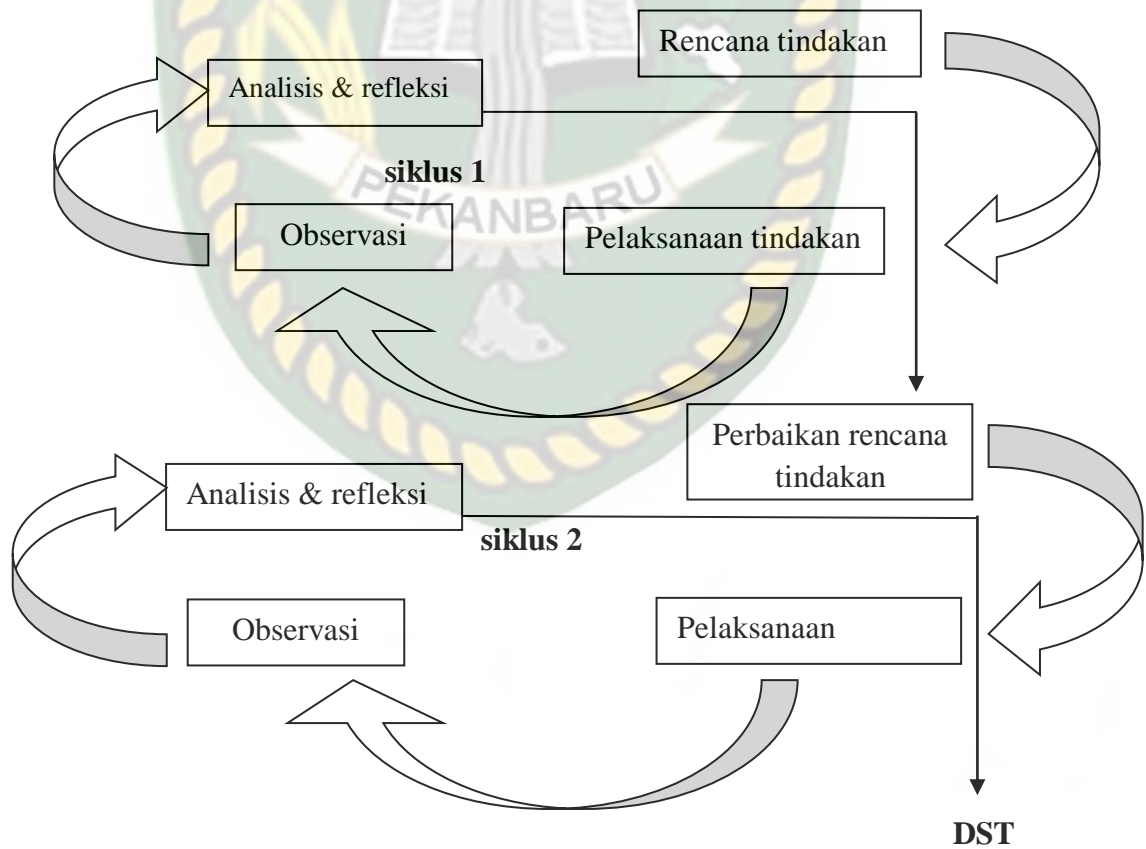 Rencana tindakan
Analisis & refleksi
siklus 1
PEKANBARU
Observasi
Pelaksanaan tindakan
Perbaikan rencana
tindakan
Analisis & refleksi
siklus 2
Observasi
Pelaksanaan
DST